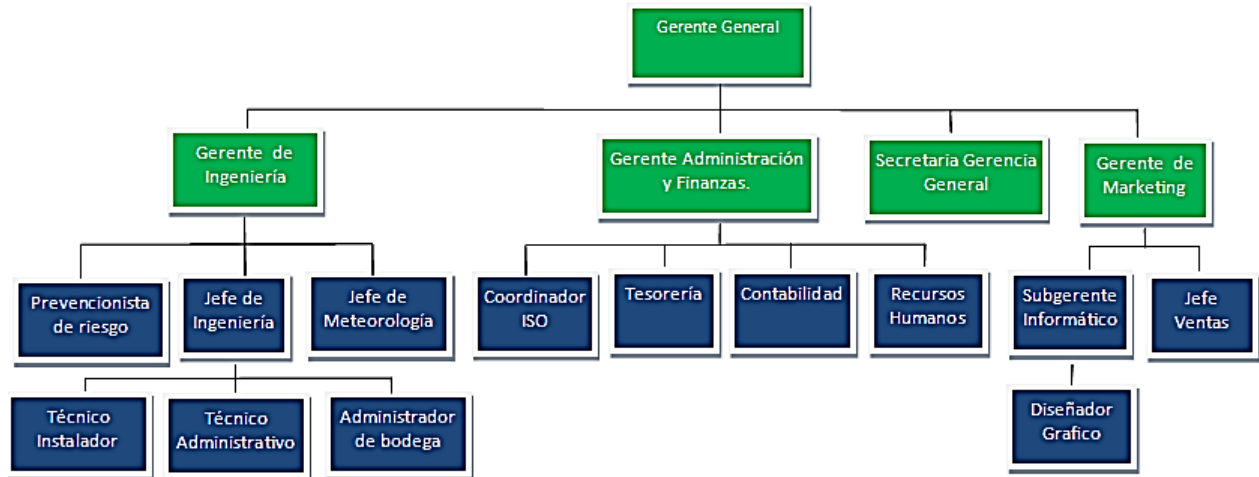 Gerente General
Gerente de
Ingeniería
Gerente Administración
y Finanzas.
Secretaria Gerencia
General
Gerente de
Marketing
Prevencionista
de riesgo
Jefe de
Ingeniería
Jefe de
Meteorología
Coordinador
ISO
Tesorería
Contabilidad
Recursos
Humanos
Subgerente
Informático
Jefe
Ventas
Técnico
Instalador
Técnico
Administrativo
Administrador
de bodega
Diseñador
Grafico